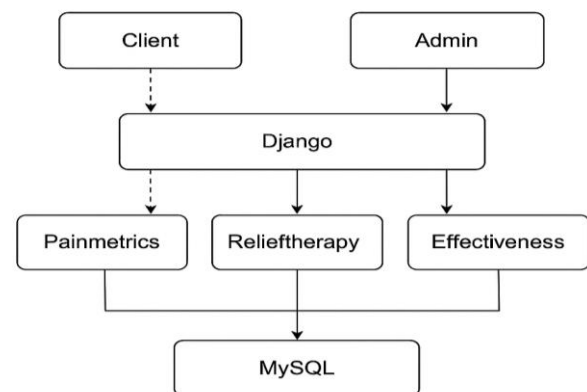 Client
Admin
Django
Painmetrics
Relieftherapy
Effectiveness
MySQL